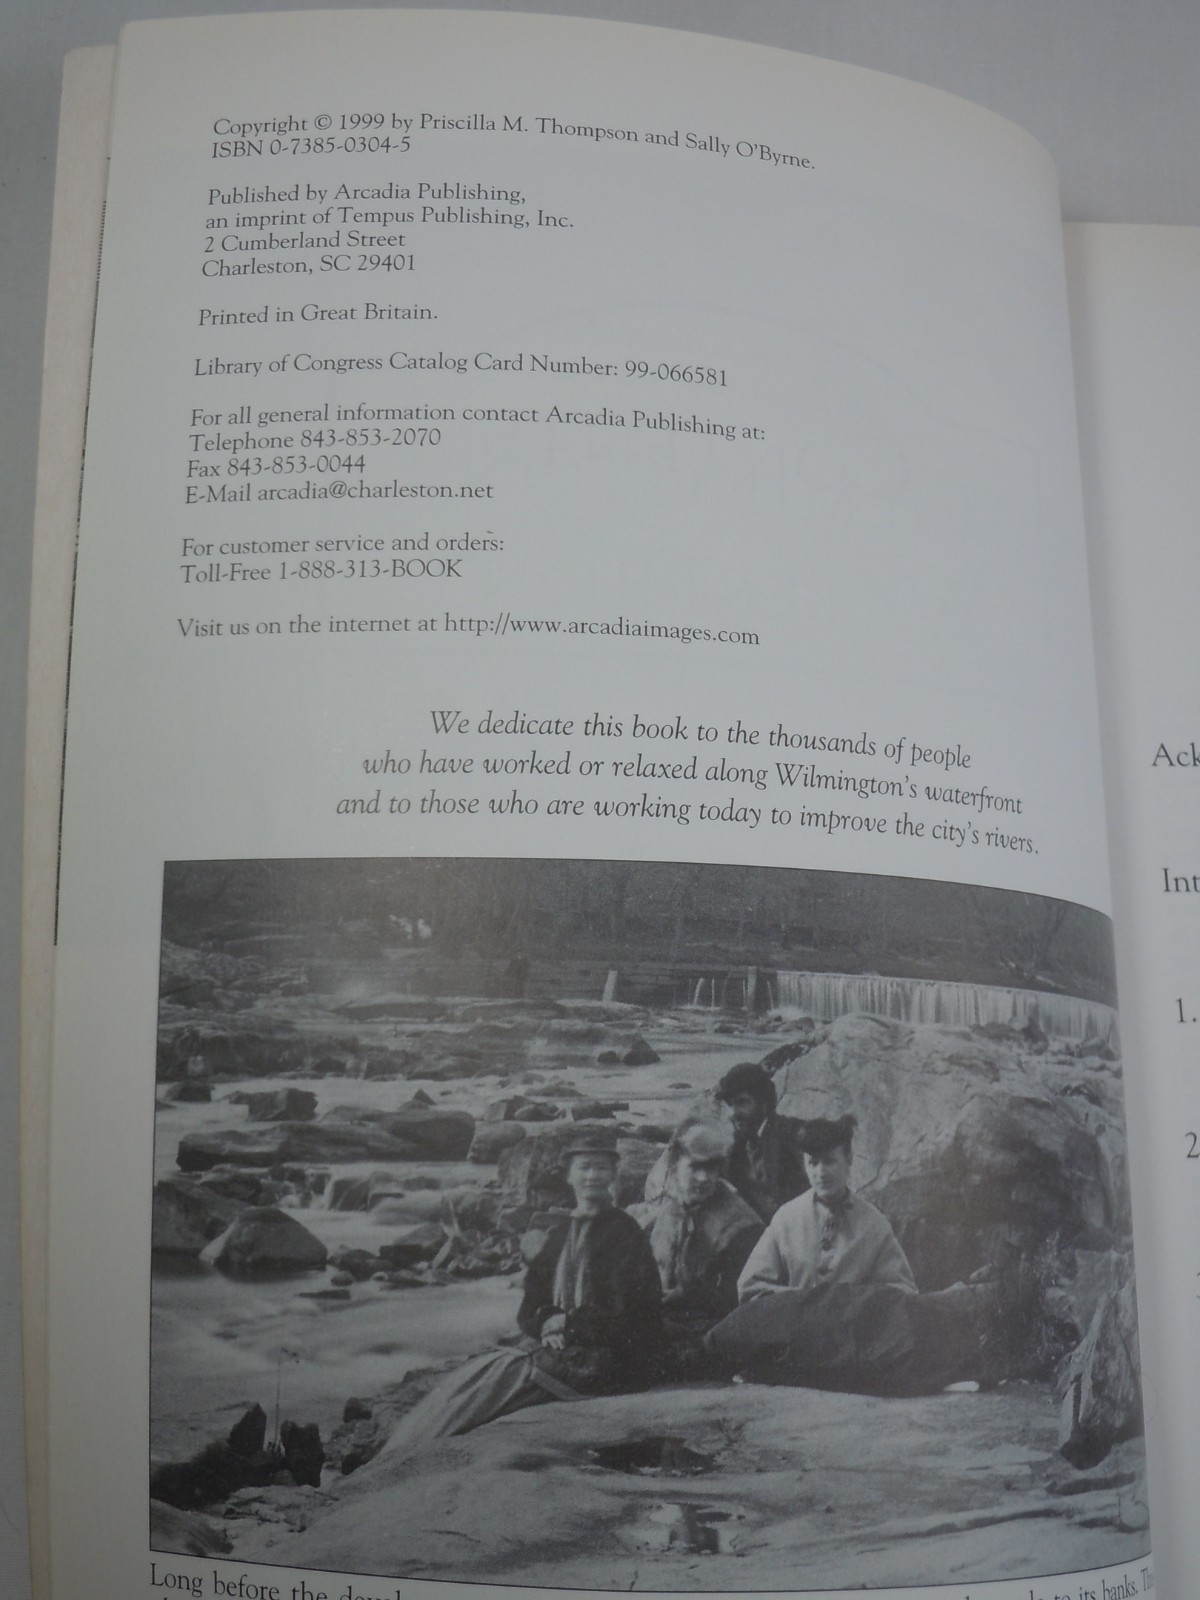 Copyright © 1999 by Priscilla M. Thompson and Sally O'Byrne.
ISBN 0-7385-0304-5
Published by Arcadia Publishing,
an imprint of Tempus Publishing, Inc.
2 Cumberland Street
Charleston, SC 29401
Printed in Great Britain.
Library of Congress Catalog Card Number: 99-066581
For all general information contact Arcadia Publishing at:
Telephone 843-853-2070
Fax 843-853-0044
E-Mail arcadia@charleston.net
For customer service and orders:
Toll-Free 1-888-313-BOOK
Visit us on the internet at http://www.arcadiaimages.com
We dedicate this book to the thousands of people
who have worked or relaxed along Wilmington's waterfront
and to those who are working today to improve the city's rivers.
Long before the to its banks.
Ack
Int
1.
2